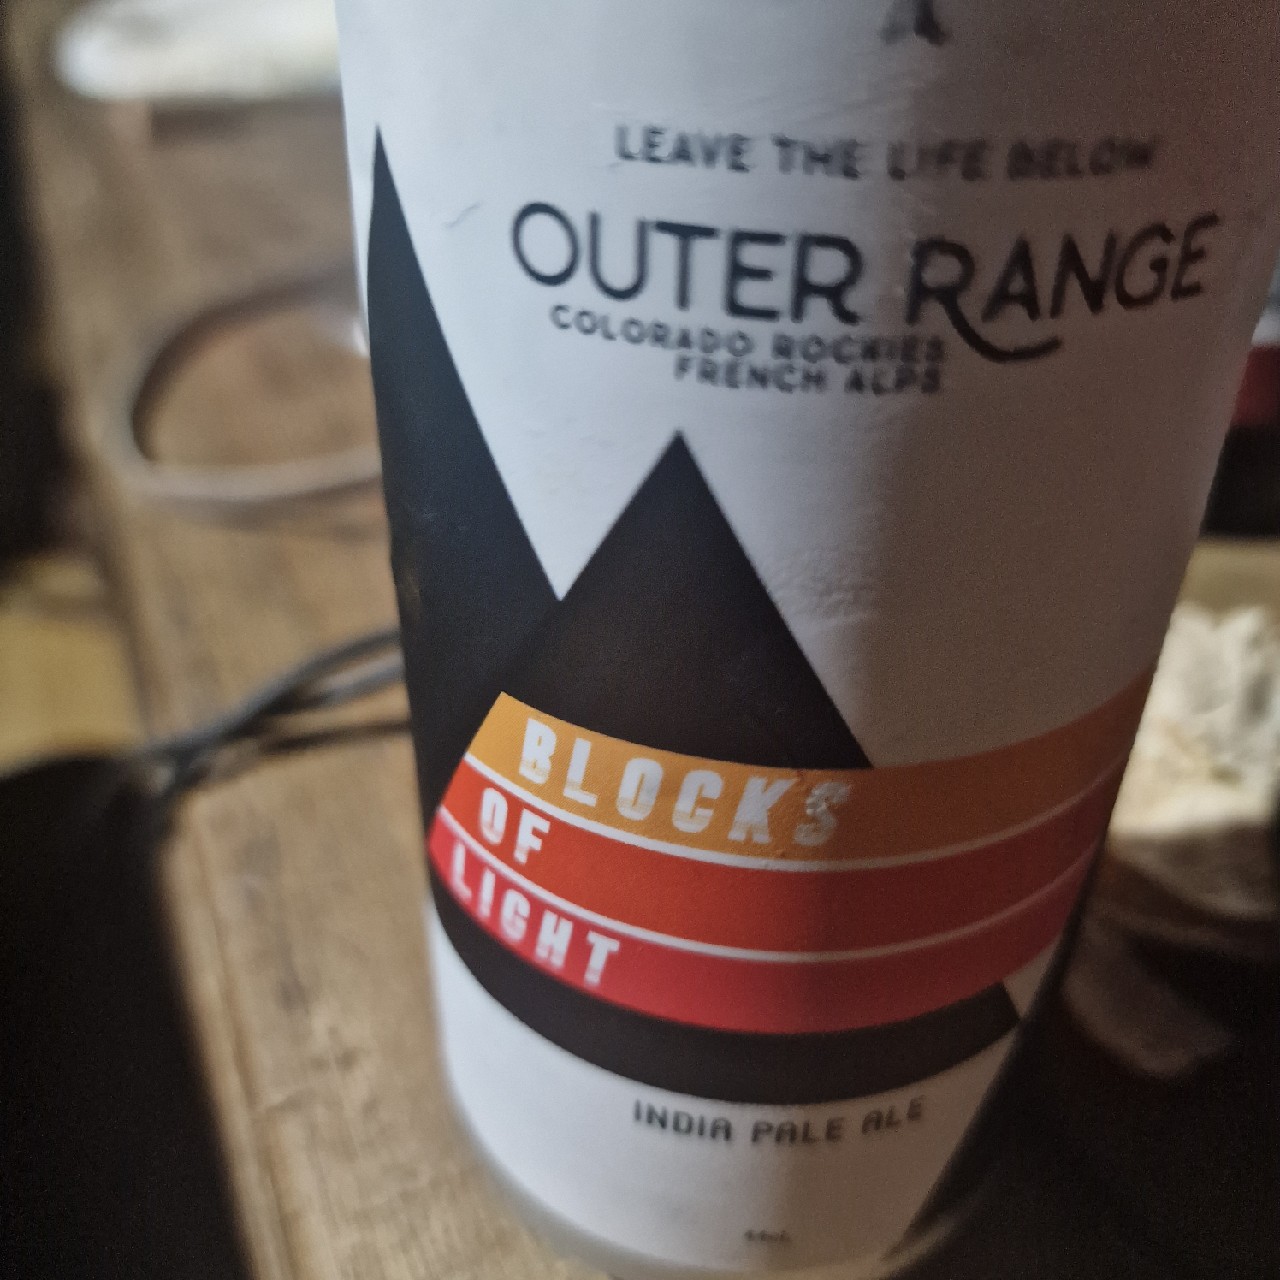 LEAVE THE LIFE BELOW
OUTER RANGE
COLORADO ROCKIES
FRENCH ALPS
BLOCKS
OF
LIGHT
INDIA PALE ALE